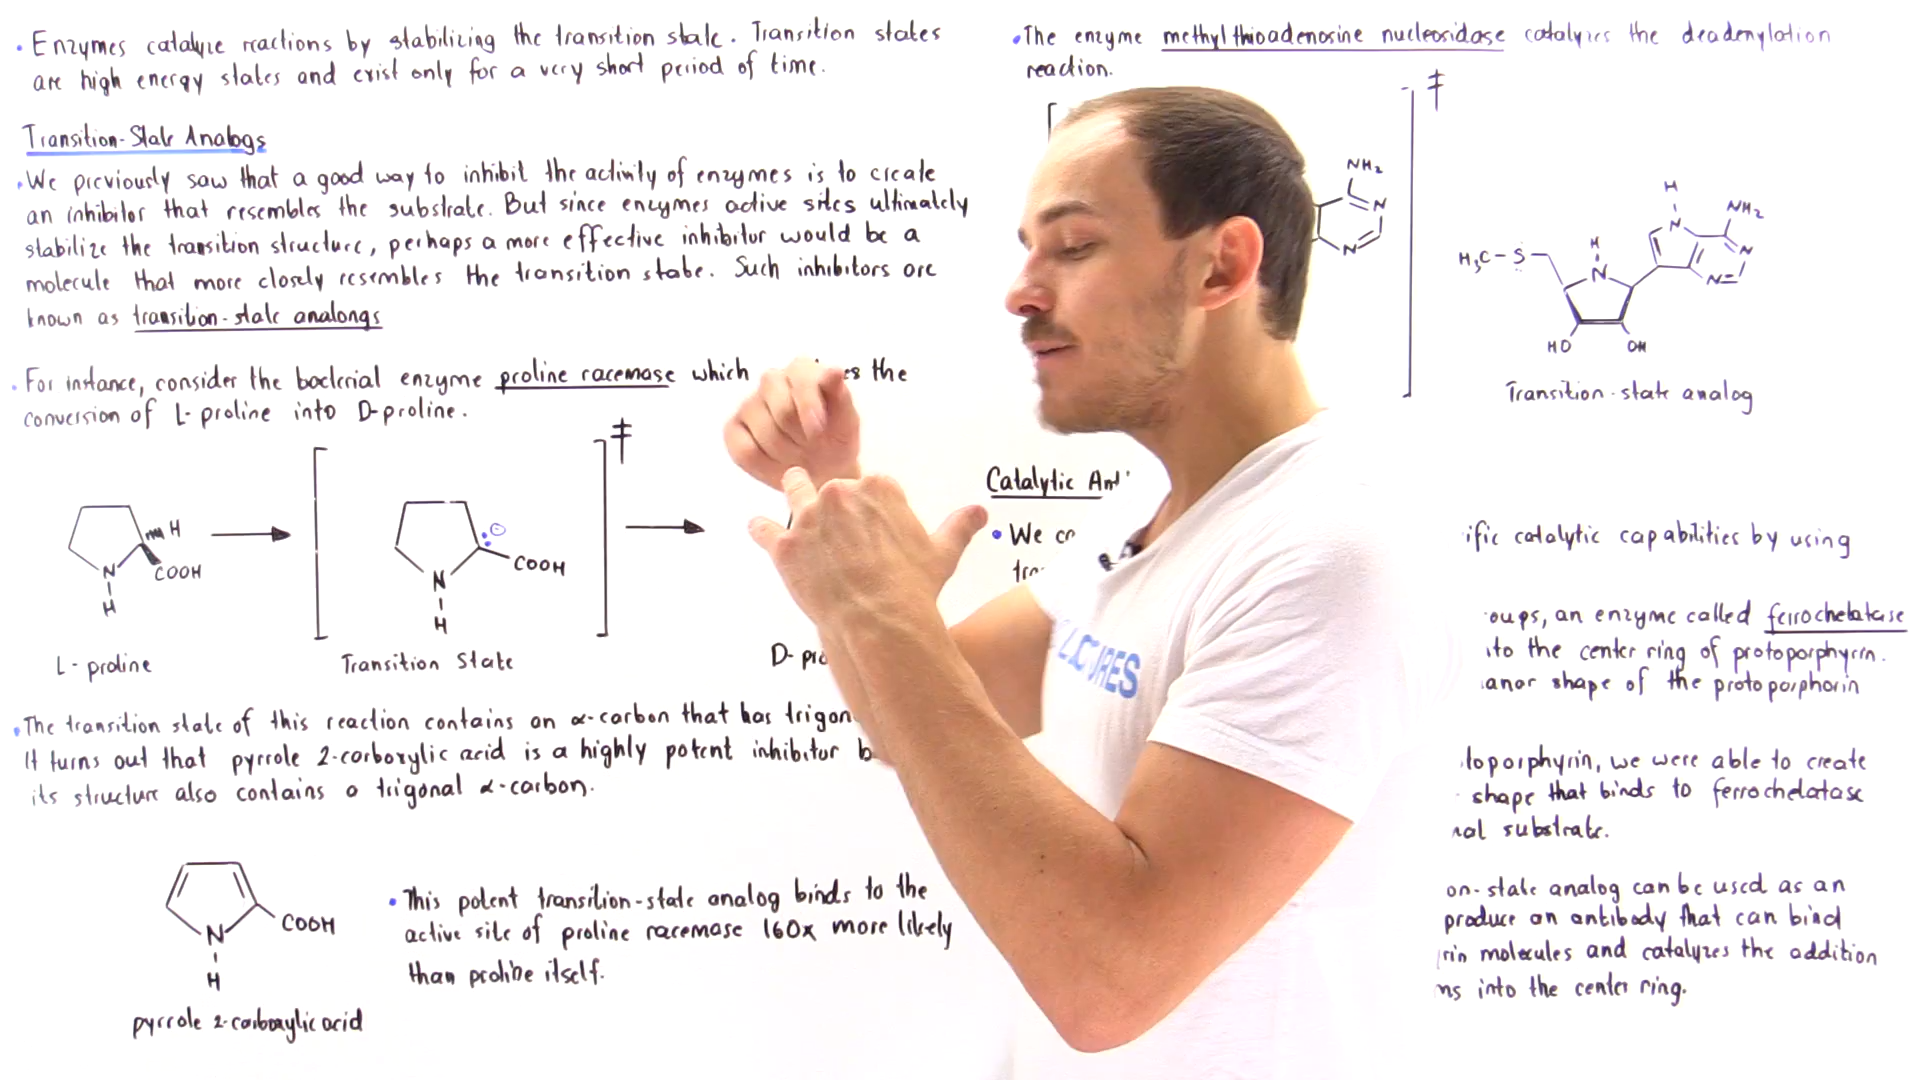 • Enzymes catalyze reactions by stabilizing the transition state. Transition states
are high energy states and exist only for a very short period of time.
Transition-State Analogs
• We previously saw that a good way to inhibit the activity of enzymes is to create
an inhibitor that resembles the substrate. But since enzymes active sites ultimately
stabilize the transition structure, perhaps a more effective inhibitor would be a
molecule that more closely resembles the transition state. Such inhibitors are
known as transition-state analongs
• For instance, consider the bacterial enzyme proline racemase which the
conversion of L-proline into D-proline.
H
COOH
N
H
L-proline
‡
⊖
COOH
N
H
Transition State
D-pro
• The transition state of this reaction contains an α-carbon that has trigon
It turns out that pyrrole 2-carboxylic acid is a highly potent inhibitor b
its structure also contains a trigonal α-carbon.
COOH
N
H
pyrrole 2-carboxylic acid
• This potent transition-state analog binds to the
active site of proline racemase 160x more likely
than proline itself.
• The enzyme methylthioadenosine nucleosidase catalyzes the deadenylation
reaction.
‡
NH2
N
N
H
N
NH2
N
N
H3C-S
H
N
HO
OH
Transition-state analog
Catalytic Ant
• We
ific catalytic capabilities by using
oups, an enzyme called ferrochelatase
to the center ring of protoporphyrin.
anar shape of the protoporphorin
toporphyrin, we were able to create
shape that binds to ferrochelatase
nal substrate.
on-state analog can be used as an
produce an antibody that can bind
rin molecules and catalyzes the addition
ns into the center ring.
LECTURES